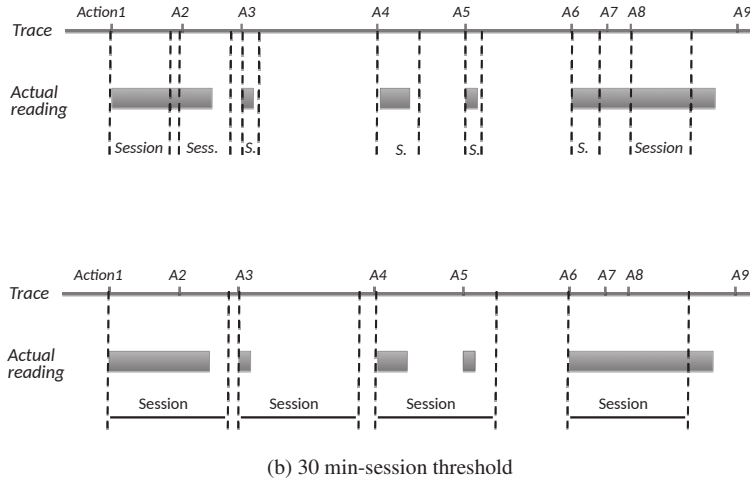 Action1 A2 A3 A4 A5 A6 A7 A8 A9
Trace
Actual
reading
Session Sess. S. S. S. S. Session
Action1 A2 A3 A4 A5 A6 A7 A8 A9
Trace
Actual
reading
Session Session Session Session
(b) 30 min-session threshold